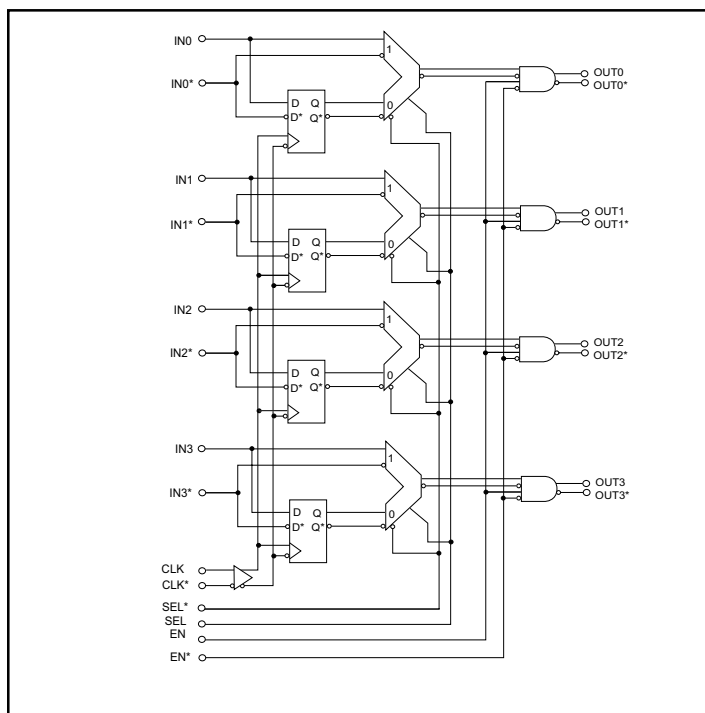 IN0
1
OUT0
IN0*
OUT0*
D Q 0
D* Q*
IN1
1
OUT1
IN1*
OUT1*
D Q 0
D* Q*
IN2
1
OUT2
IN2*
OUT2*
D Q 0
D* Q*
IN3
1
OUT3
IN3*
OUT3*
D Q 0
D* Q*
CLK
CLK*
SEL*
SEL
EN
EN*